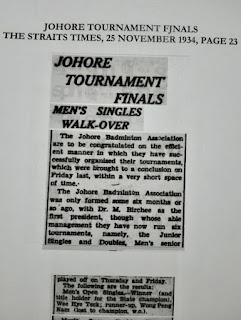 JOHORE TOURNAMENT FJNALS
THE STRAITS TIMES, 25 NOVEMBER 1934, PAGE 23
JOHORE
TOURNAMENT
FINALS
MEN'S SINGLES
WALK-OVER
The Johore Badminton Association
are to be congratulated on the effici-
ent manner in which they have suc-
cessfully organised their tournaments,
which were brought to a conclusion on
Friday last, within a very short space
of time.
The Johore Badminton Association
was only formed some six months or
so ago, with Dr. M. Birchee as the
first president, though whose able
management they have now run six
tournaments, namely, the Junior
Singles and Doubles, Men's senior
played off on Thursday and Friday.
The following are the results:
Men's Open Singles.—Winner (and
title holder for the State champion),
Wee Eye Teck; runner-up, Wong Peng
Nam (lost to champion, w.o.).